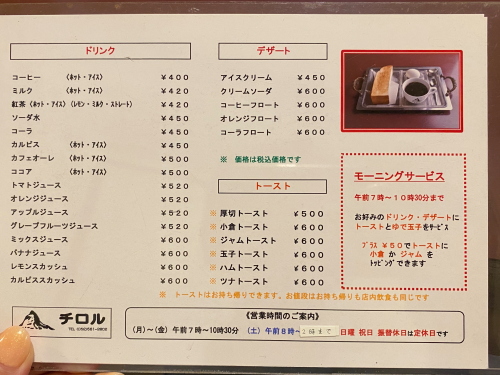 ドリンク
コーヒー （ホット・アイス） ￥４００
ミルク （ホット・アイス） ￥４２０
紅茶（ホット・アイス）（レモン・ミルク・ストレート） ￥４２０
ソーダ水 ￥５００
コーラ ￥５００
カルピス （ホット・アイス） ￥５００
カフェオーレ （ホット・アイス） ￥５００
ココア （ホット・アイス） ￥５００
トマトジュース ￥５２０
オレンジジュース ￥５２０
アップルジュース ￥５２０
グレープフルーツジュース ￥５２０
ミックスジュース ￥６００
バナナジュース ￥６００
レモンスカッシュ ￥６００
カルピススカッシュ ￥６００
デザート
アイスクリーム ￥４５０
クリームソーダ ￥６００
コーヒーフロート ￥６００
オレンジフロート ￥６００
コーラフロート ￥６００
※ 価格は税込価格です
トースト
※ 厚切トースト ￥５００
※ 小倉トースト ￥６００
※ ジャムトースト ￥６００
※ 玉子トースト ￥６００
※ ハムトースト ￥６００
※ ツナトースト ￥６００
モーニングサービス
午前７時～１０時３０分まで
お好みのドリンク・デザートに
トーストとゆで玉子をサービス
プラス ￥５０でトーストに
小倉 か ジャム を
トッピングできます
※ トーストはお持ち帰りできます。お値段はお持ち帰りも店内飲食も同じです
チロル
《営業時間のご案内》
（月）～（金）午前７時～１０時３０分 （土）午前８時～２時まで 日曜 祝日 振替休日は定休日です